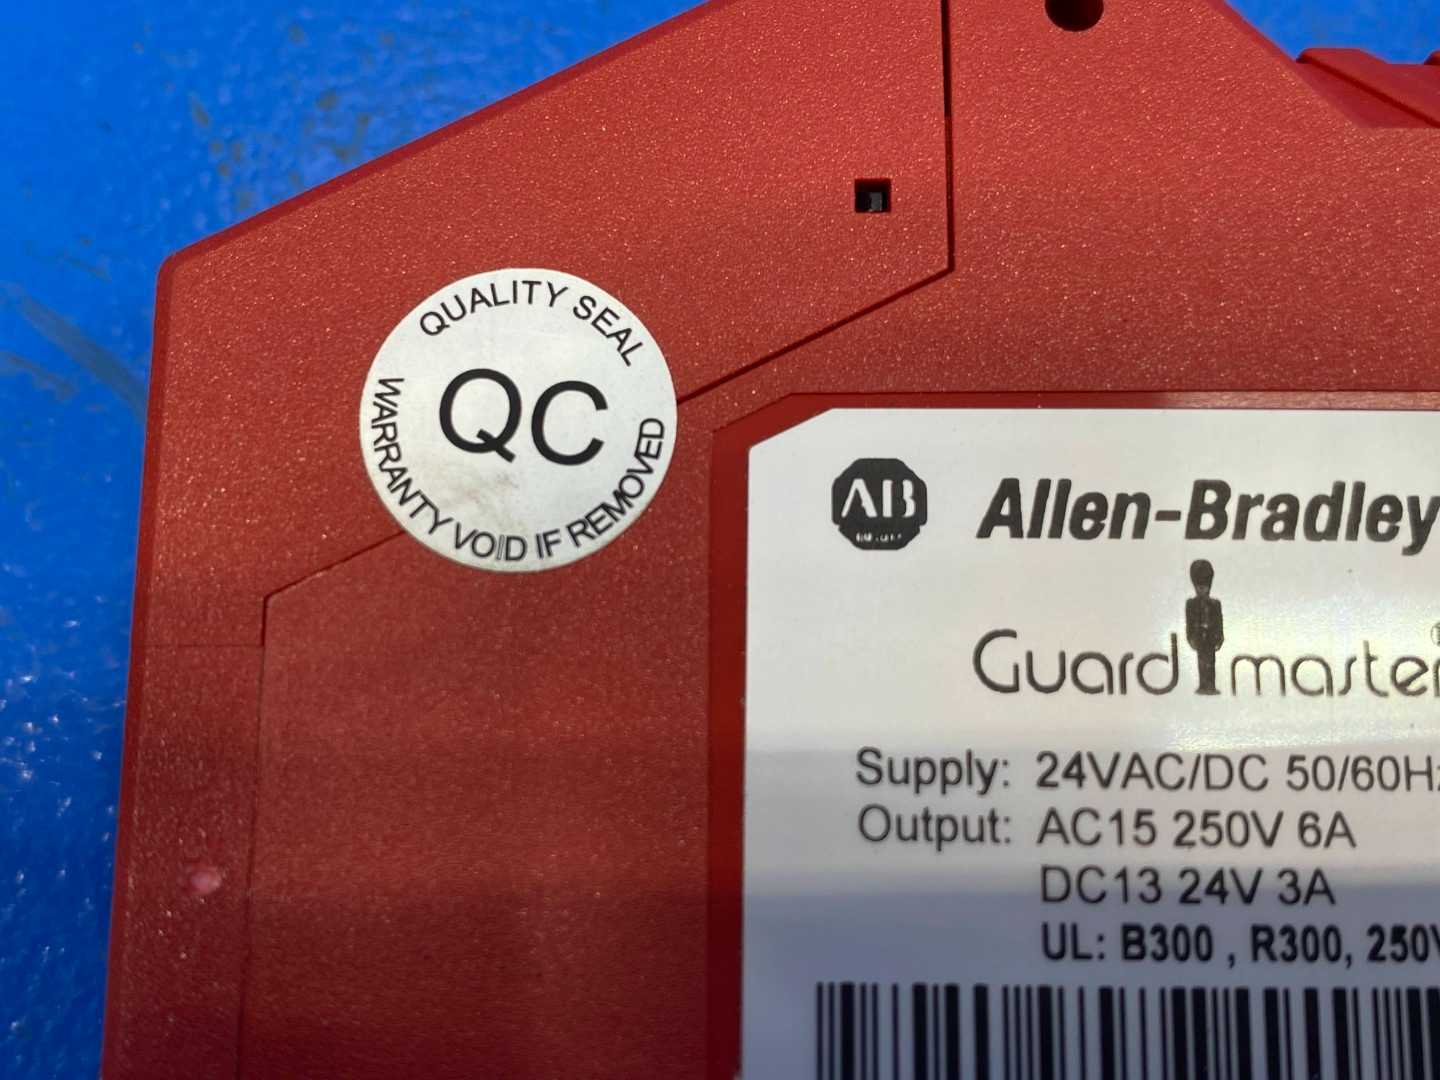 QUALITY SEAL
QC
WARRANTY VOID IF REMOVED
AB
Allen-Bradley
Guardmaster
Supply: 24VAC/DC 50/60Hz
Output: AC15 250V 6A
DC13 24V 3A
UL: B300 , R300, 250V